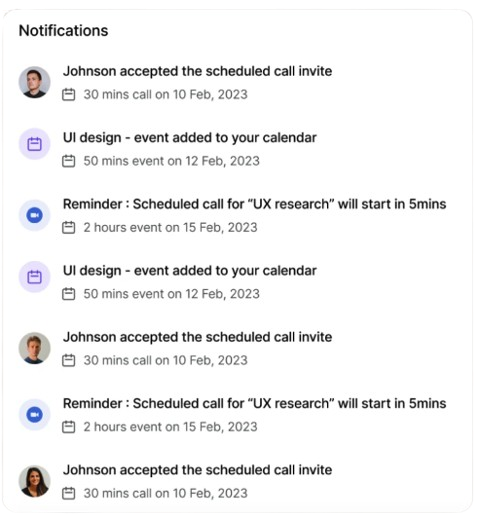 Notifications
Johnson accepted the scheduled call invite
30 mins call on 10 Feb, 2023
UI design - event added to your calendar
50 mins event on 12 Feb, 2023
Reminder : Scheduled call for “UX research” will start in 5mins
2 hours event on 15 Feb, 2023
UI design - event added to your calendar
50 mins event on 12 Feb, 2023
Johnson accepted the scheduled call invite
30 mins call on 10 Feb, 2023
Reminder : Scheduled call for “UX research” will start in 5mins
2 hours event on 15 Feb, 2023
Johnson accepted the scheduled call invite
30 mins call on 10 Feb, 2023